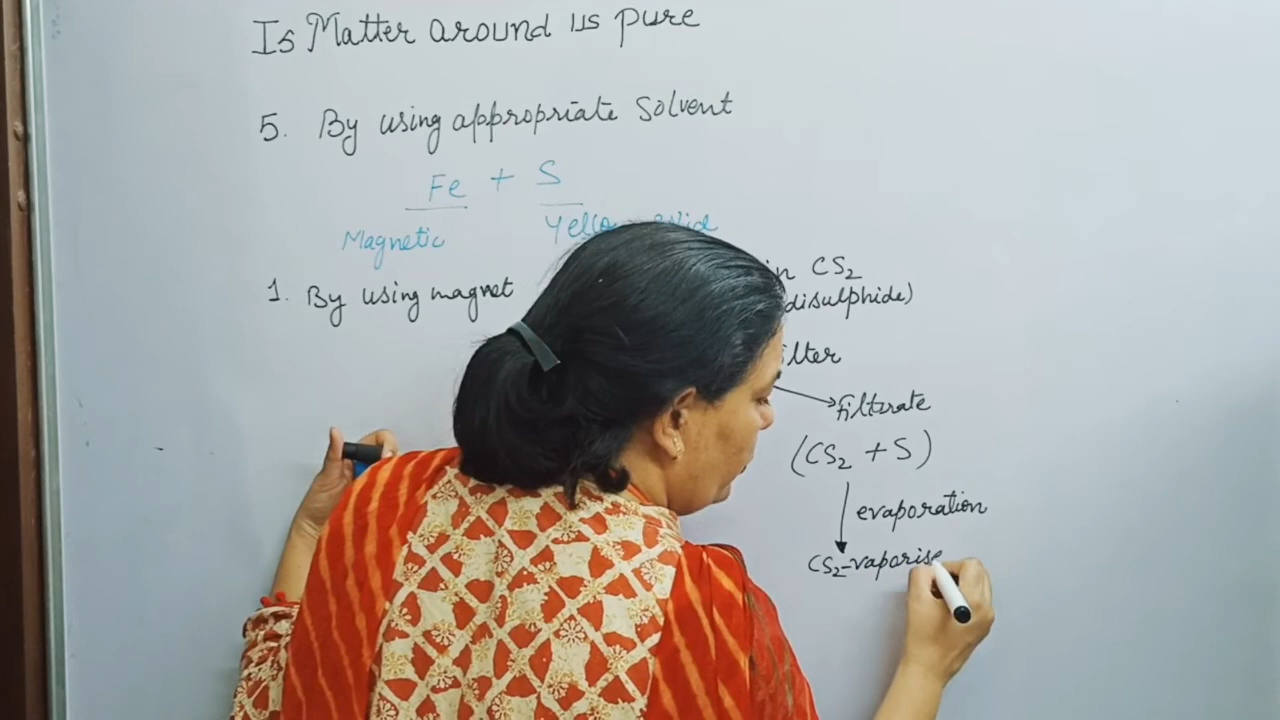 Is Matter around us pure
5. By using appropriate Solvent
Fe + S
Magnetic
1. By using magnet
in CS2
disulphide)
filtrate
(CS2 + S)
evaporation
CS2-vaporise